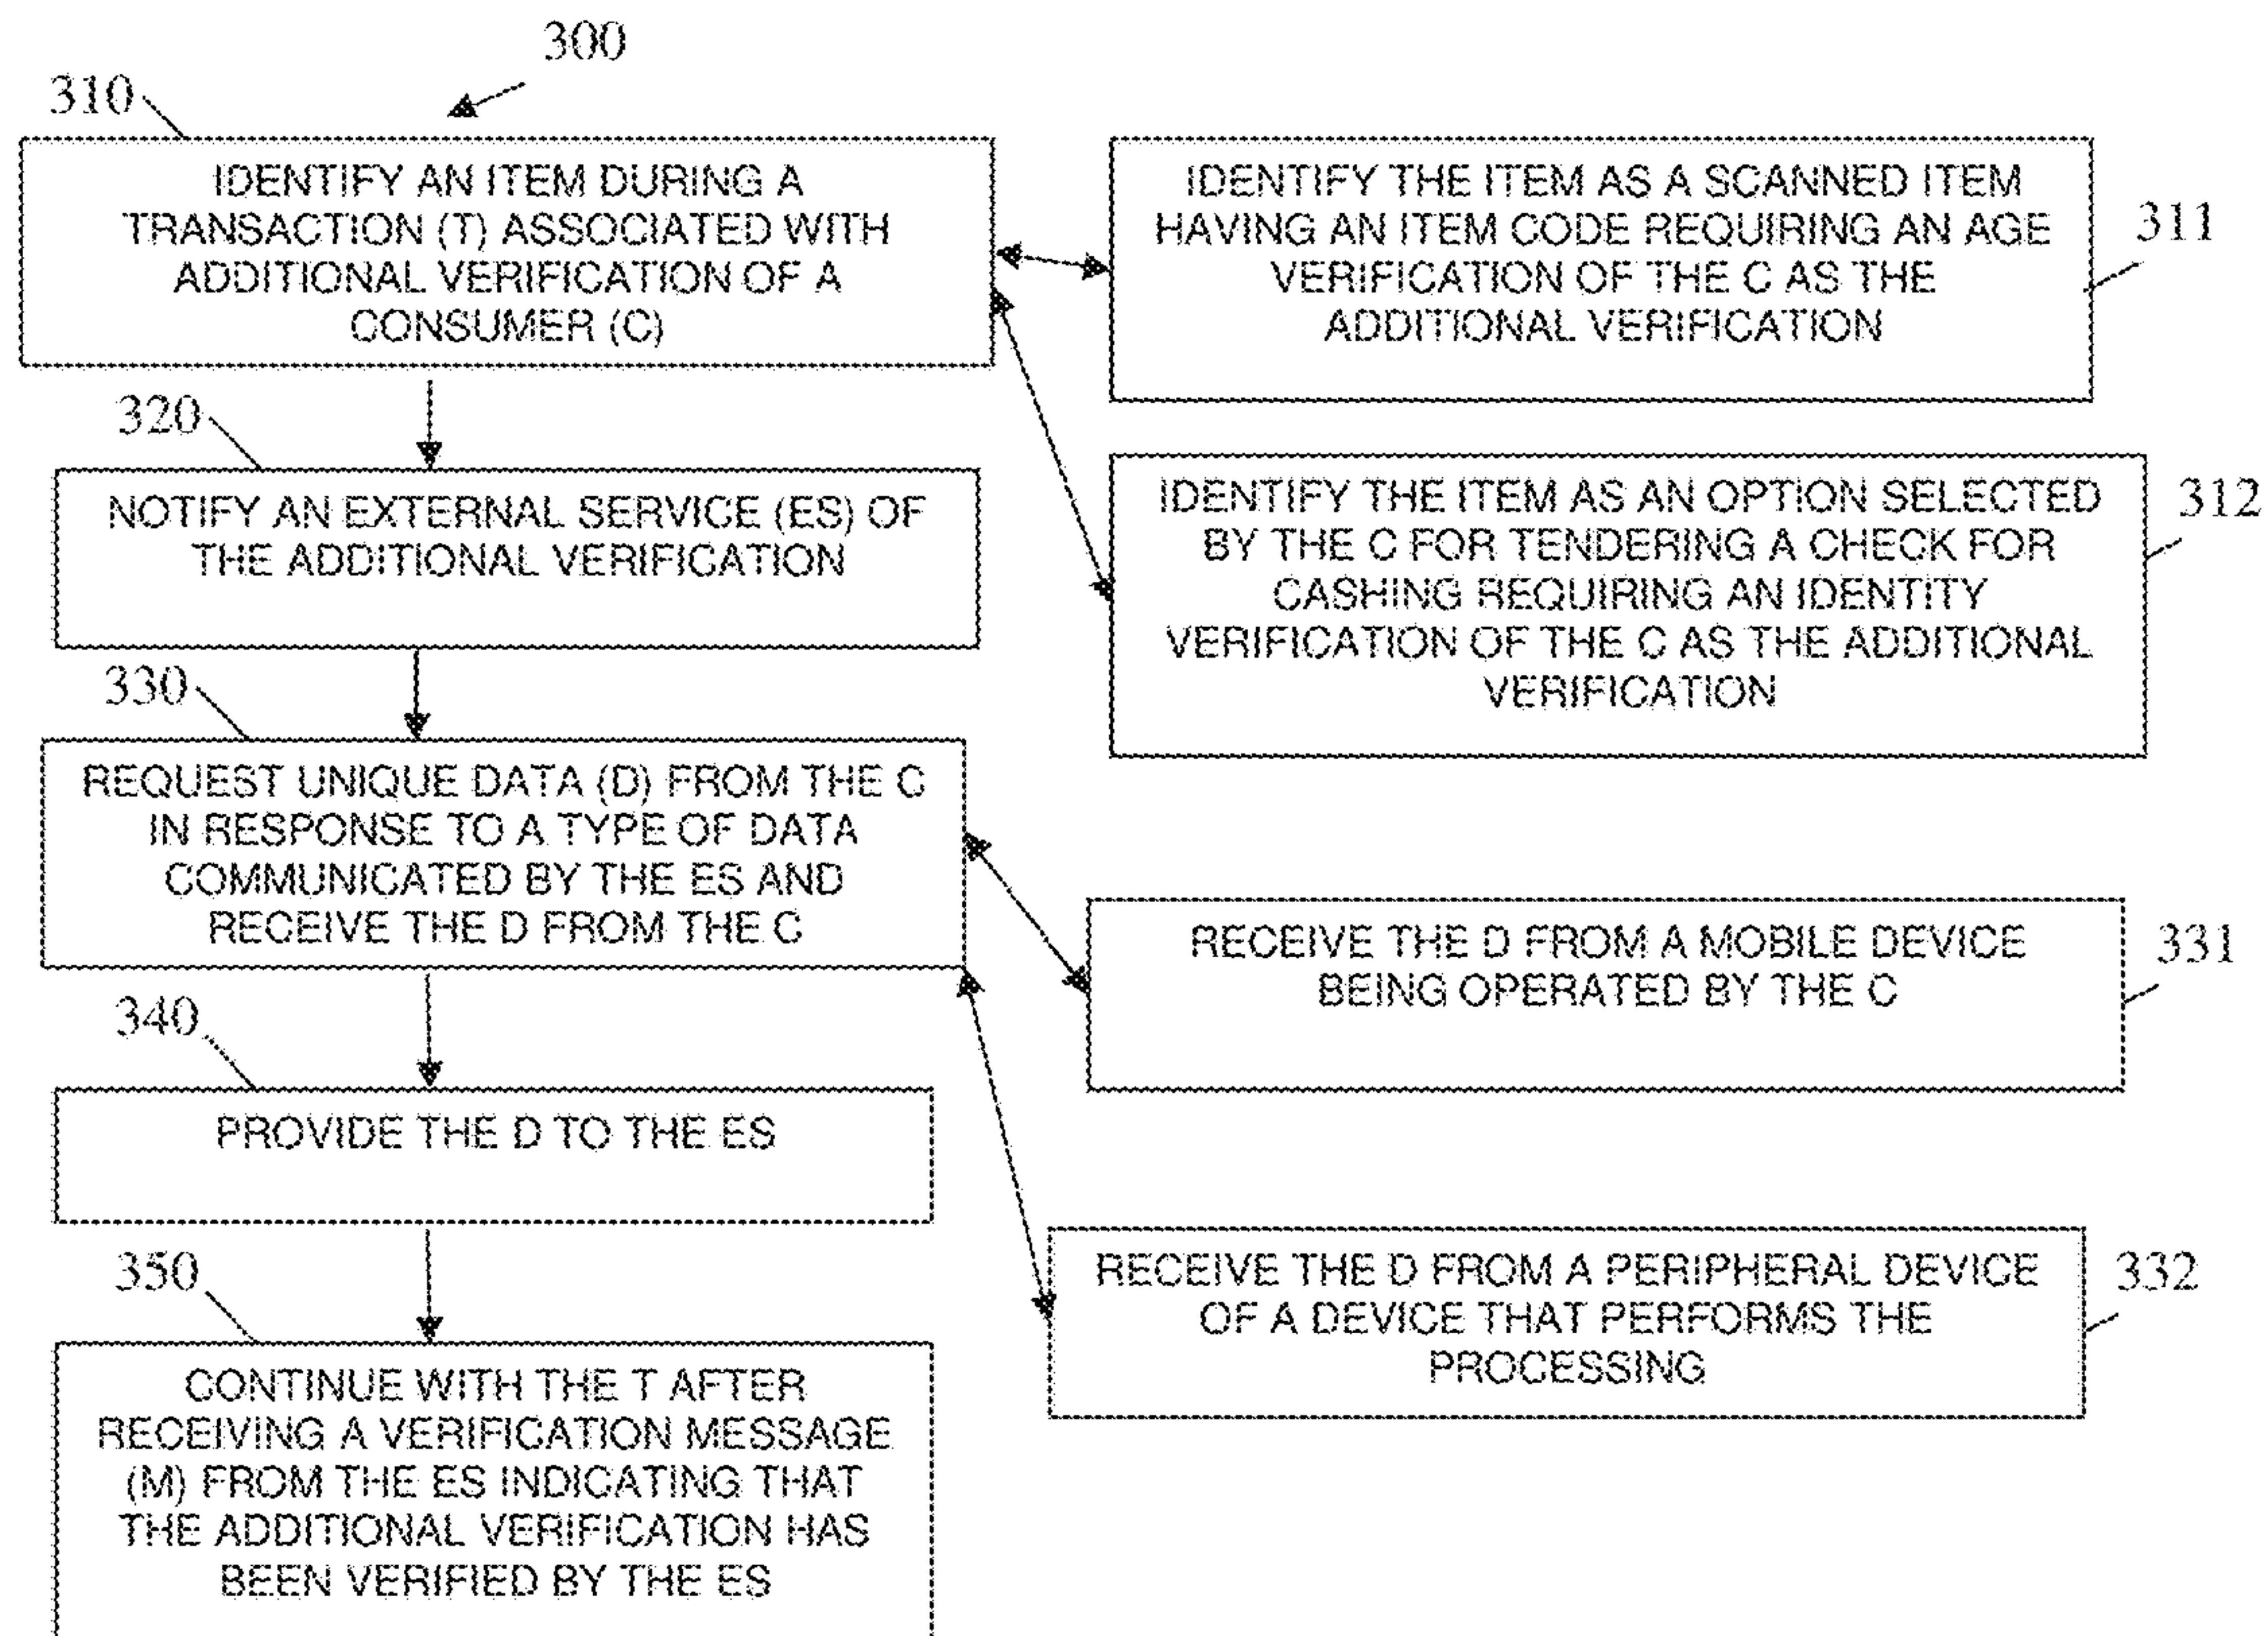 300
310
IDENTIFY AN ITEM DURING A
TRANSACTION (T) ASSOCIATED WITH
ADDITIONAL VERIFICATION OF A
CONSUMER (C)
IDENTIFY THE ITEM AS A SCANNED ITEM
HAVING AN ITEM CODE REQUIRING AN AGE
VERIFICATION OF THE C AS THE
ADDITIONAL VERIFICATION
311
320
NOTIFY AN EXTERNAL SERVICE (ES) OF
THE ADDITIONAL VERIFICATION
IDENTIFY THE ITEM AS AN OPTION SELECTED
BY THE C FOR TENDERING A CHECK FOR
CASHING REQUIRING AN IDENTITY
VERIFICATION OF THE C AS THE ADDITIONAL
VERIFICATION
312
330
REQUEST UNIQUE DATA (D) FROM THE C
IN RESPONSE TO A TYPE OF DATA
COMMUNICATED BY THE ES AND
RECEIVE THE D FROM THE C
RECEIVE THE D FROM A MOBILE DEVICE
BEING OPERATED BY THE C
331
340
PROVIDE THE D TO THE ES
RECEIVE THE D FROM A PERIPHERAL DEVICE
OF A DEVICE THAT PERFORMS THE
PROCESSING
332
350
CONTINUE WITH THE T AFTER
RECEIVING A VERIFICATION MESSAGE
(M) FROM THE ES INDICATING THAT
THE ADDITIONAL VERIFICATION HAS
BEEN VERIFIED BY THE ES